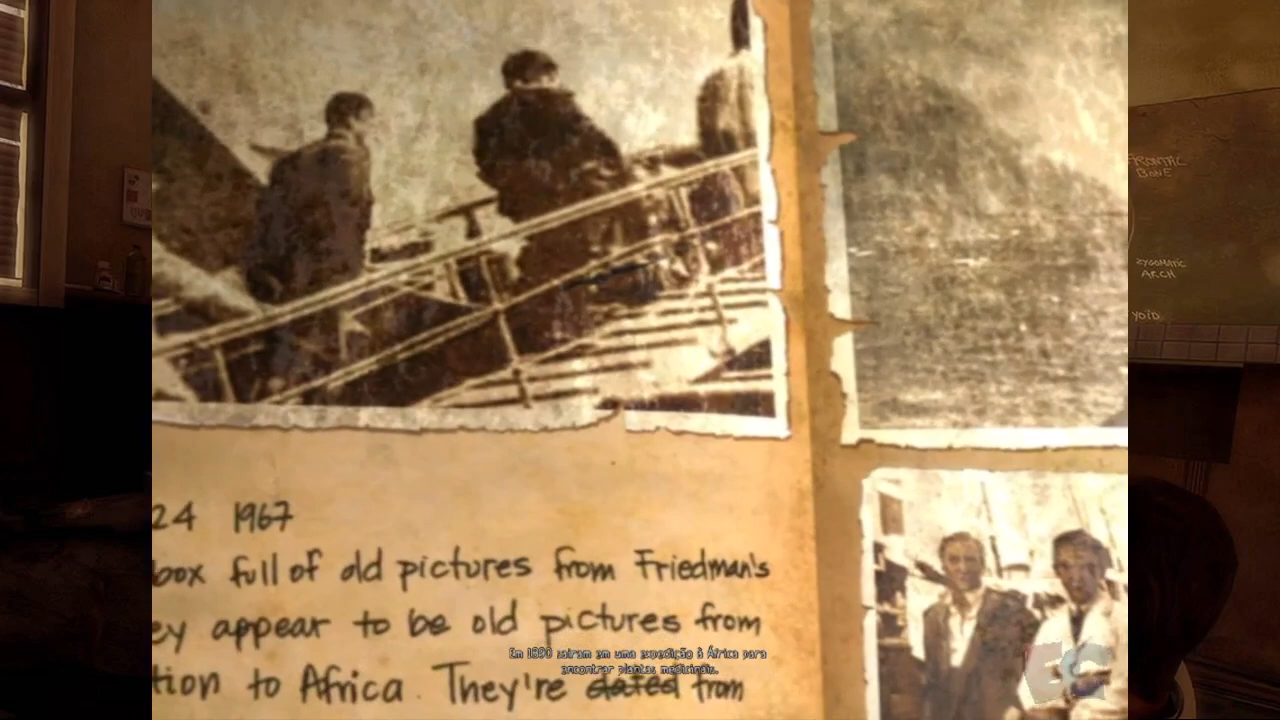 24 1967
box full of old pictures from Friedman's
ey appear to be old pictures from
tion to Africa. They're dated from
Em 1890 saíram em uma expedição à África para
encontrar plantas medicinais.
FRONTAL
BONE
ZYGOMATIC
ARCH
YOID
EG